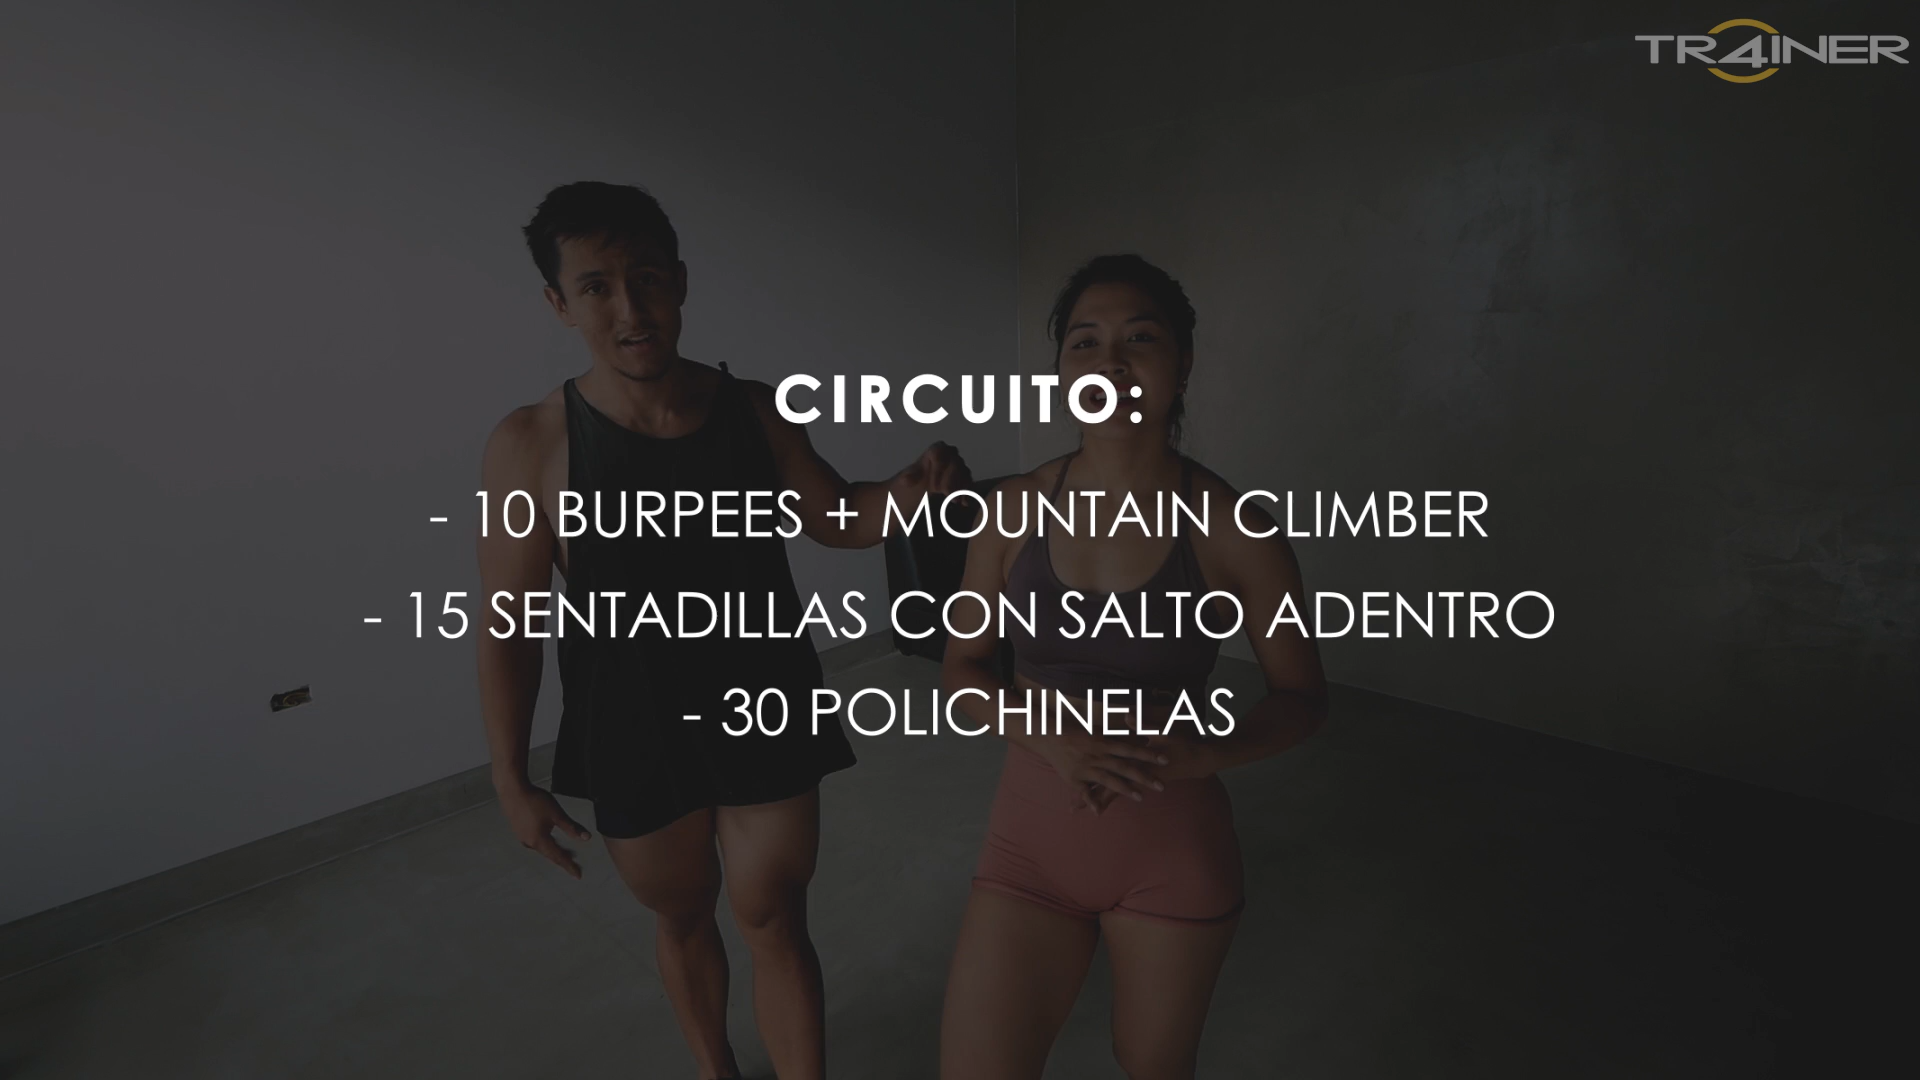 TR4INER
CIRCUITO:
- 10 BURPEES + MOUNTAIN CLIMBER
- 15 SENTADILLAS CON SALTO ADENTRO
- 30 POLICHINELAS